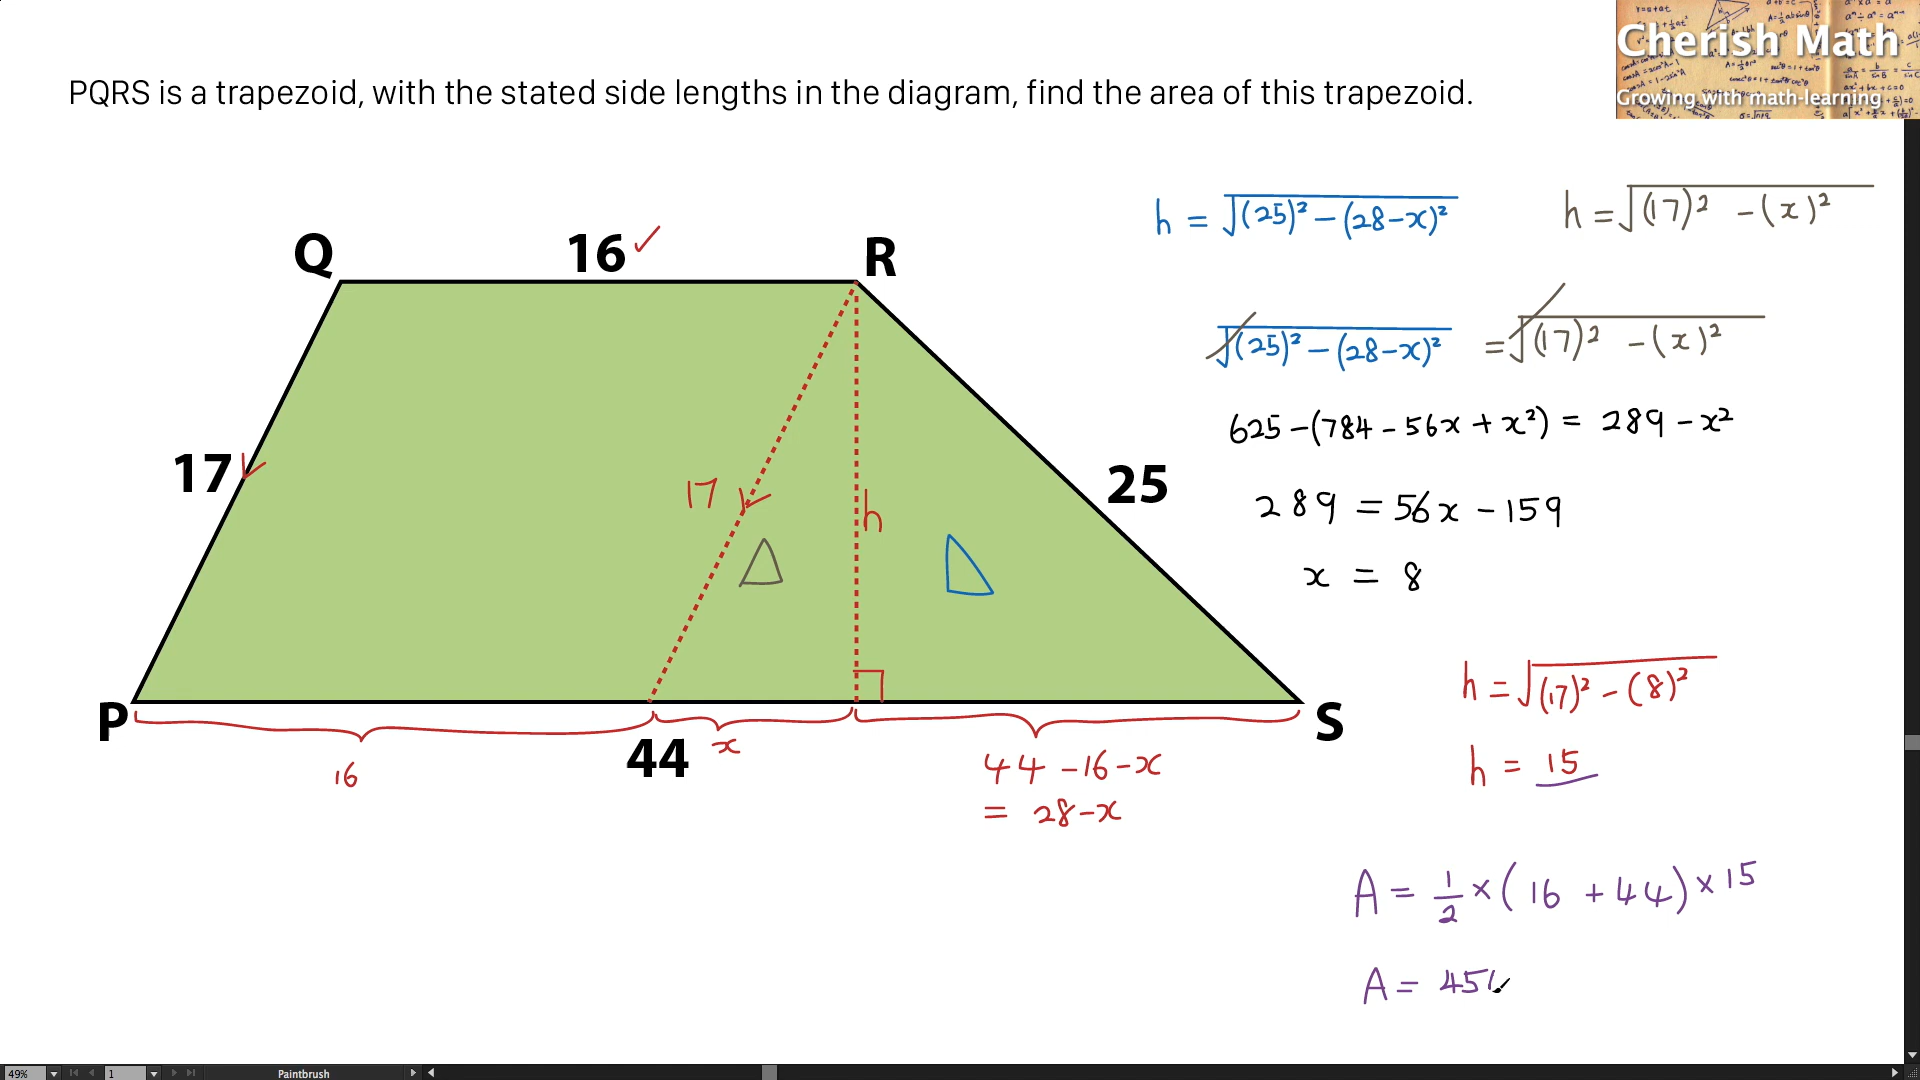 Cherish Math
Growing with math-learning
PQRS is a trapezoid, with the stated side lengths in the diagram, find the area of this trapezoid.
h = √(25)² − (28−x)²
h = √(17)² − (x)²
Q
16
R
√(25)² − (28−x)² = √(17)² − (x)²
625 − (784 − 56x + x²) = 289 − x²
17
17
h
25
289 = 56x − 159
x = 8
h = √(17)² − (8)²
P
S
16
44
x
44 − 16 − x
= 28 − x
h = 15
A = 1/2 × (16 + 44) × 15
A = 45
49%
1
Paintbrush